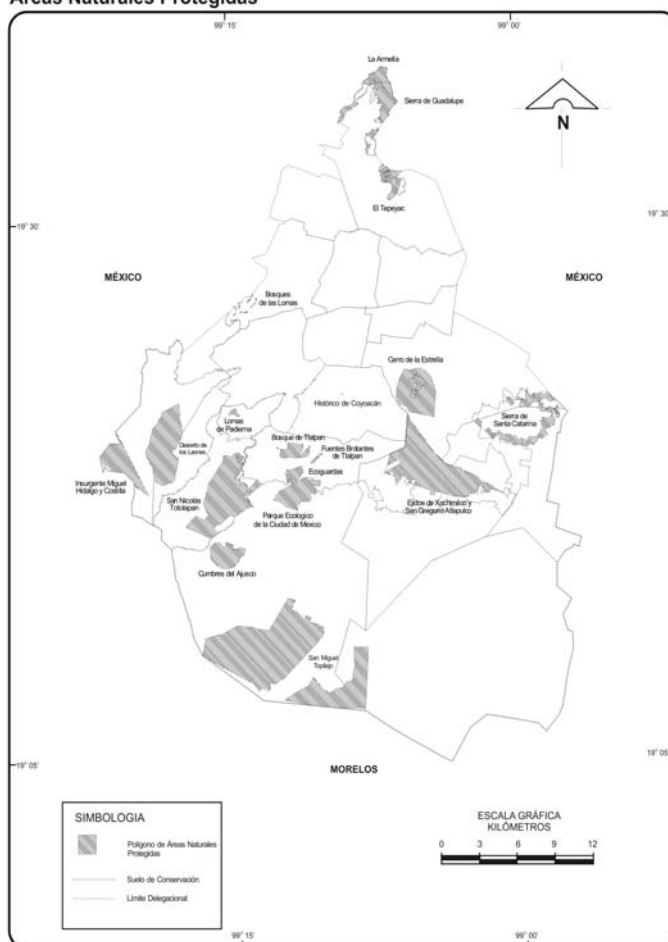 Áreas Naturales Protegidas
99° 15'
99° 00'
La Armella
Sierra de Guadalupe
N
El Tepeyac
19° 30'
19° 30'
MÉXICO
MÉXICO
Bosques
de las Lomas
Cerro de la Estrella
Histórico de Coyoacán
Lomas
de Padierna
Sierra de
Santa Catarina
Bosque de Tlalpan
Desierto de
los Leones
Fuentes Brotantes
de Tlalpan
Ecoguardas
Insurgente Miguel
Hidalgo y Costilla
San Nicolás
Totolapan
Parque Ecologico
de la Ciudad de Mexico
Ejidos de Xochimilco y
San Gregorio Atlapulco
Cumbres del Ajusco
San Miguel
Topilejo
19° 05'
19° 05'
MORELOS
SIMBOLOGIA
Polígono de Áreas Naturales
Protegidas
Suelo de Conservación
Límite Delegacional
ESCALA GRÁFICA
KILÓMETROS
0 3 6 9 12
99° 15'
99° 00'